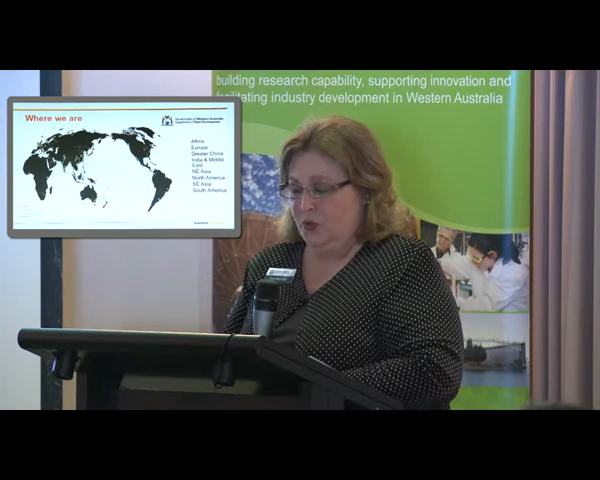 building research capability, supporting innovation and
facilitating industry development in Western Australia
Where we are
Government of Western Australia
Department of State Development
Africa
Europe
Greater China
India & Middle
East
NE Asia
North America
SE Asia
South America